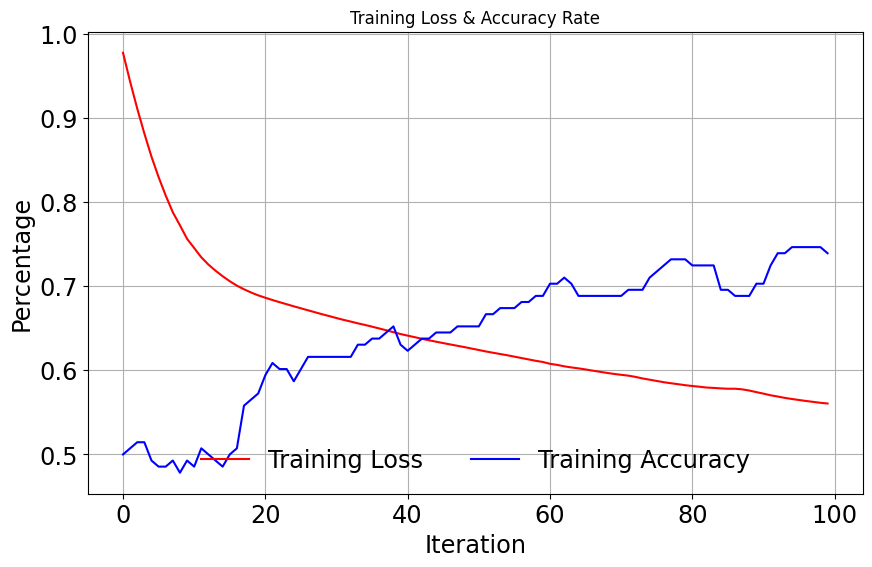 Training Loss & Accuracy Rate
1.0
0.9
0.8
0.7
0.6
0.5
Percentage
Training Loss
Training Accuracy
0 20 40 60 80 100
Iteration